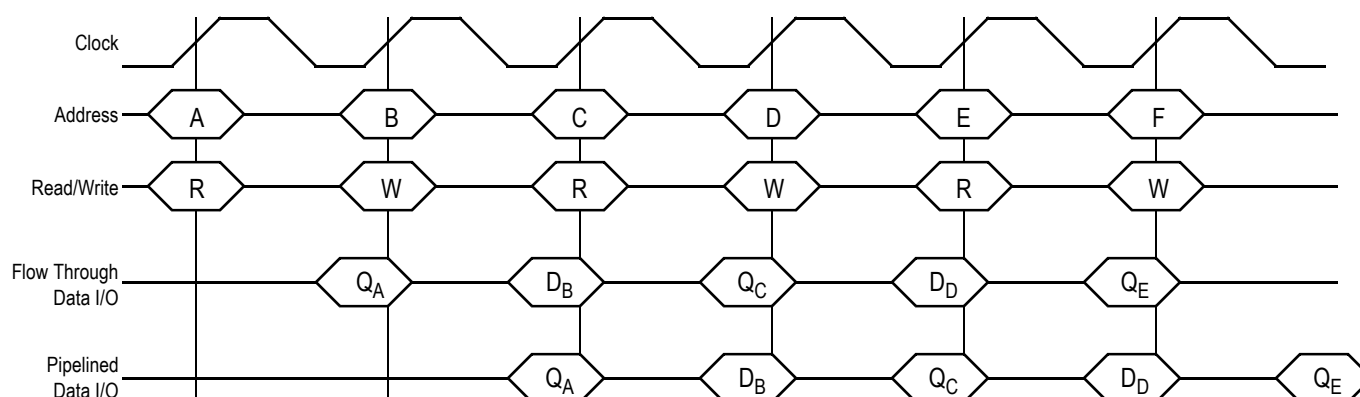 Clock
Address
A B C D E F
Read/Write
R W R W R W
Flow Through
Data I/O
QA DB QC DD QE
Pipelined
Data I/O
QA DB QC DD QE